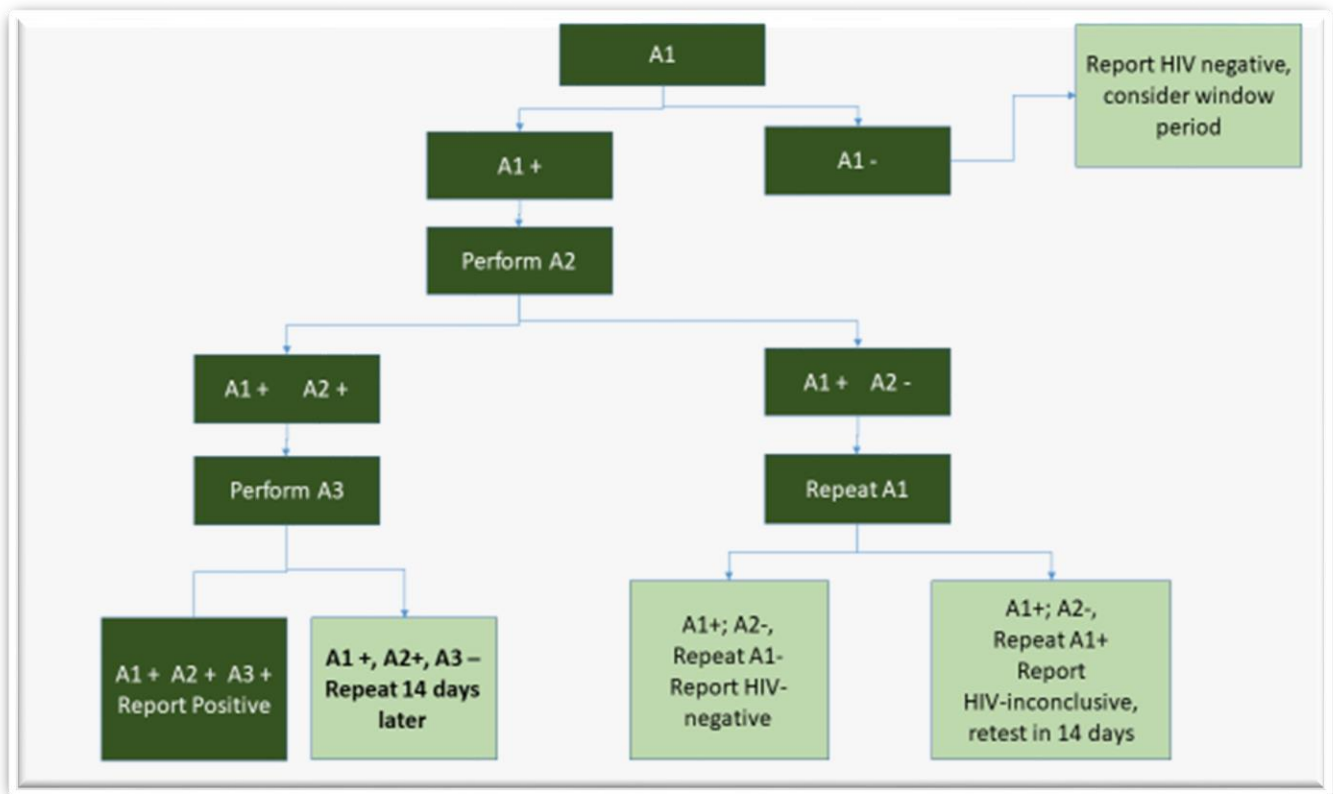 A1
Report HIV negative,
consider window
period
A1 +
A1 -
Perform A2
A1 + A2 +
A1 + A2 -
Perform A3
Repeat A1
A1 + A2 + A3 +
Report Positive
A1 +, A2+, A3 –
Repeat 14 days
later
A1+; A2-,
Repeat A1-
Report HIV-
negative
A1+; A2-,
Repeat A1+
Report
HIV-inconclusive,
retest in 14 days